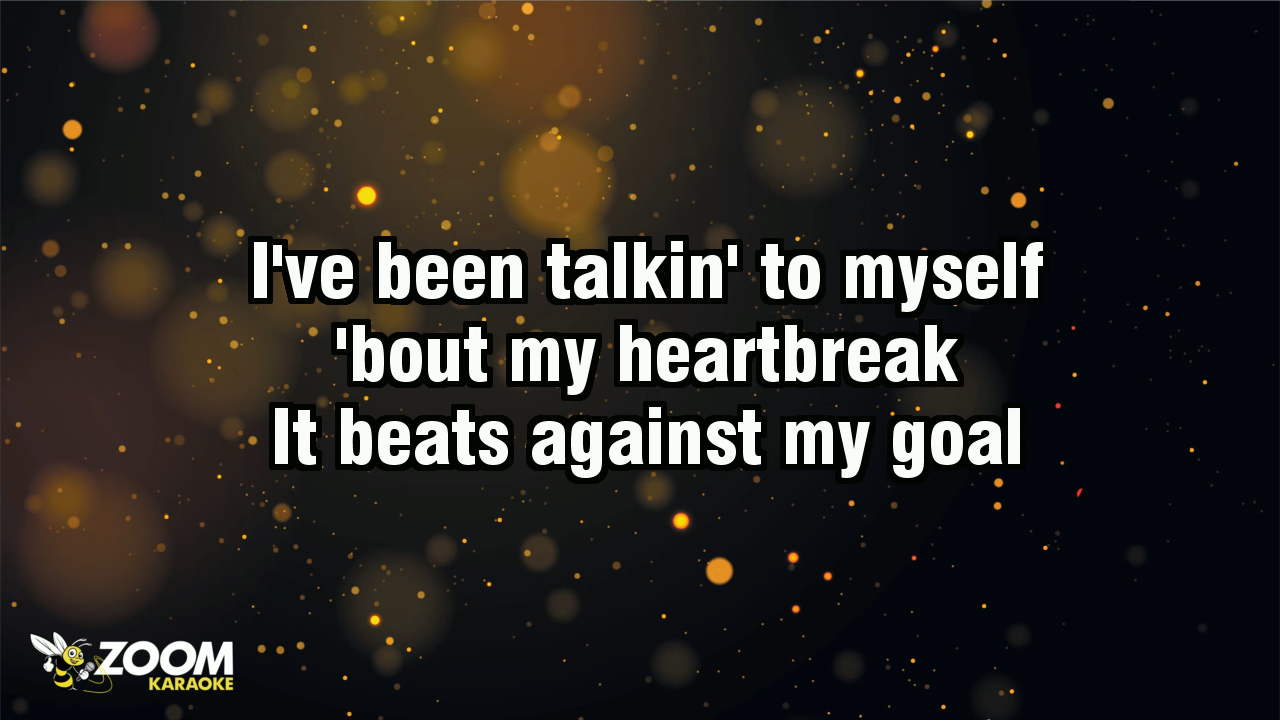 I've been talkin' to myself
'bout my heartbreak
It beats against my goal
ZOOM
KARAOKE